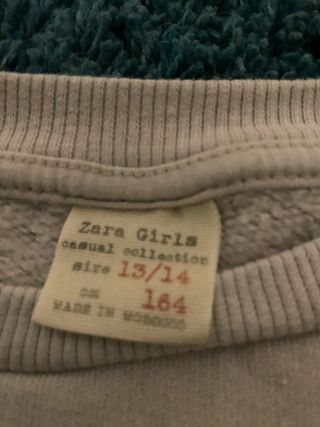 Zara Girls
casual collection
size 13/14
cm 164
MADE IN MOROCCO